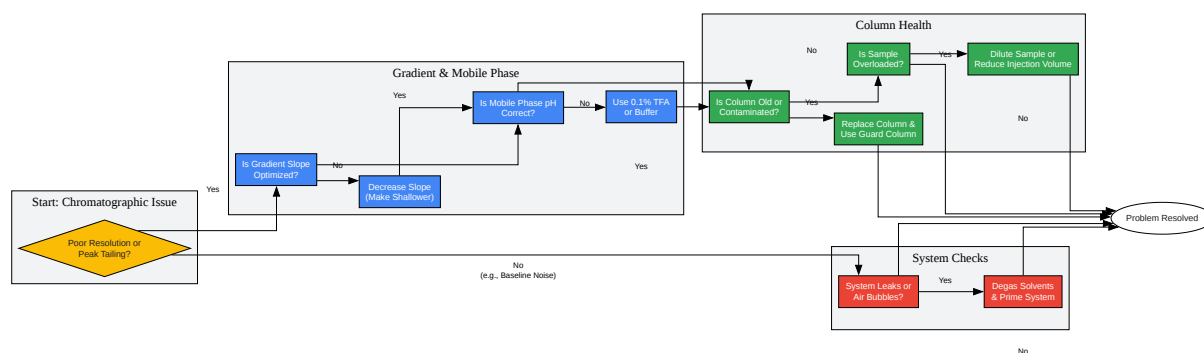 Column Health
No
Is Sample
Overloaded?
Yes
Dilute Sample or
Reduce Injection Volume
Gradient & Mobile Phase
Yes
Is Mobile Phase pH
Correct?
No
Use 0.1% TFA
or Buffer
Is Column Old or
Contaminated?
Yes
Replace Column &
Use Guard Column
No
Is Gradient Slope
Optimized?
No
Decrease Slope
(Make Shallower)
Yes
Yes
Start: Chromatographic Issue
Poor Resolution or
Peak Tailing?
Problem Resolved
No
(e.g., Baseline Noise)
System Checks
System Leaks or
Air Bubbles?
Yes
Degas Solvents
& Prime System
No